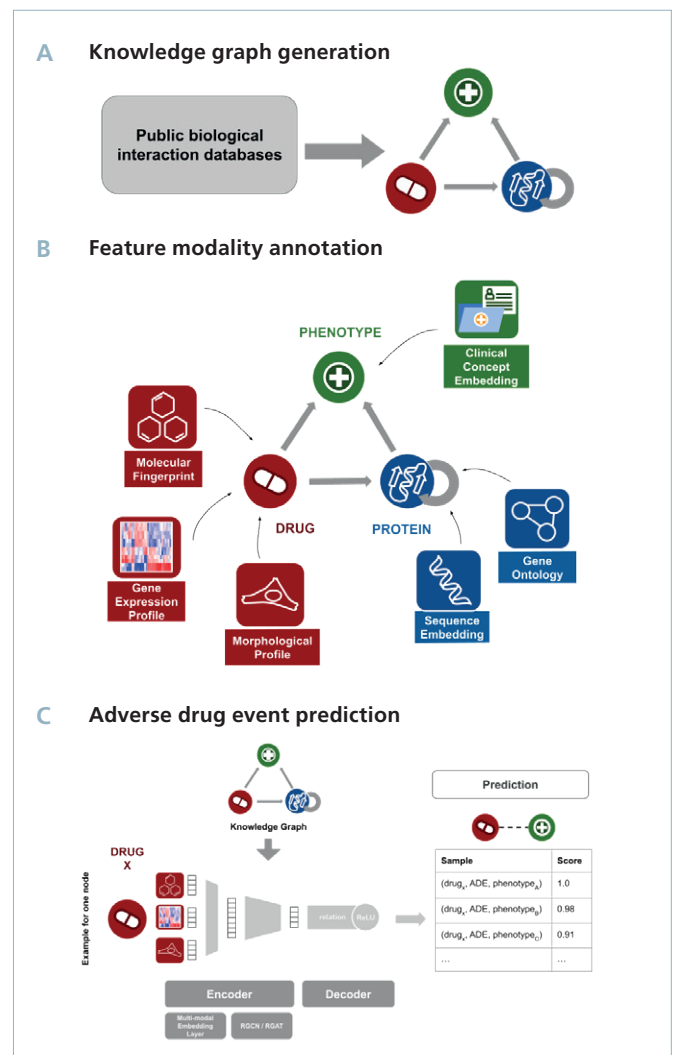 A Knowledge graph generation
Public biological
interaction databases
B Feature modality annotation
PHENOTYPE
Clinical
Concept
Embedding
Molecular
Fingerprint
DRUG
PROTEIN
Gene
Ontology
Gene
Expression
Profile
Sequence
Embedding
Morphological
Profile
C Adverse drug event prediction
Knowledge Graph
Prediction
DRUG
X
Example for one node
relation
ReLU
Sample Score
(drugₓ, ADE, phenotype_A) 1.0
(drugₓ, ADE, phenotype_B) 0.98
(drugₓ, ADE, phenotype_C) 0.91
... ...
Encoder
Decoder
Multi-modal
Embedding
Layer
RGCN / RGAT